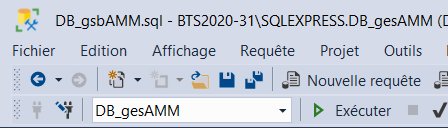 DB_gsbAMM.sql - BTS2020-31\SQLEXPRESS.DB_gesAMM (D
Fichier Edition Affichage Requête Projet Outils
Nouvelle requête
DB_gesAMM Exécuter